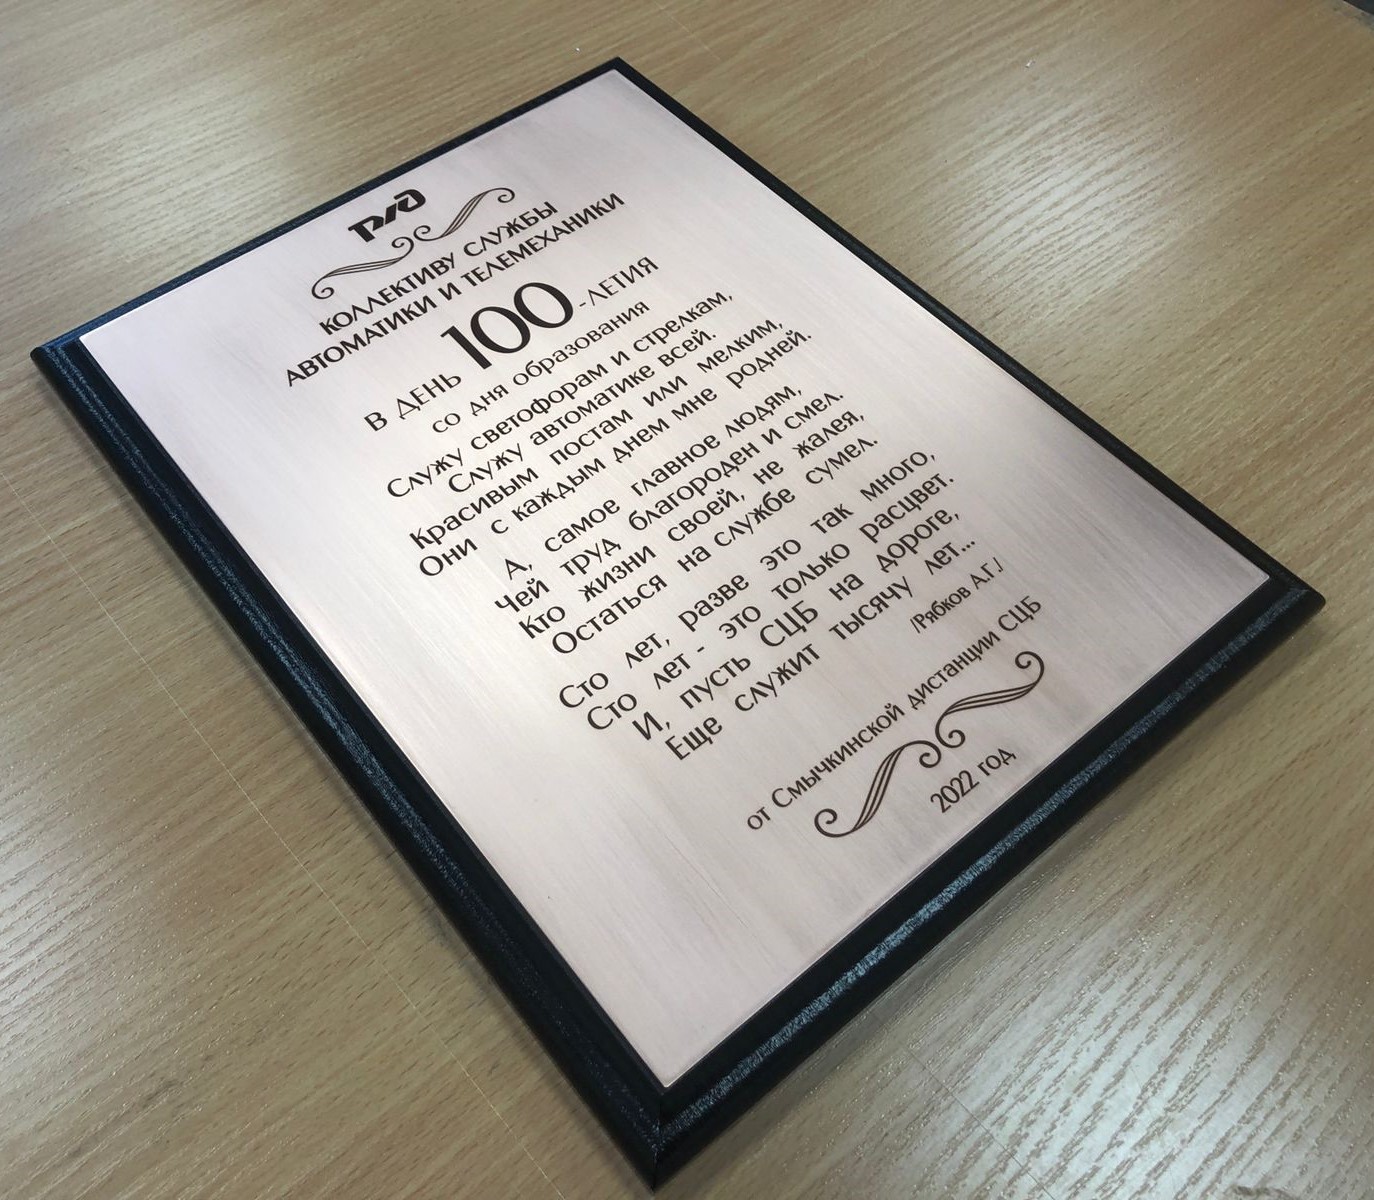 РЖД
КОЛЛЕКТИВУ СЛУЖБЫ
АВТОМАТИКИ И ТЕЛЕМЕХАНИКИ
В ДЕНЬ 100-ЛЕТИЯ
со дня образования
Служу светофорам и стрелкам,
Служу автоматике всей.
Красивым постам или мелким,
Они с каждым днем мне родней.
А, самое главное людям,
Чей труд благороден и смел.
Кто жизни своей, не жалея,
Остаться на службе сумел.
Сто лет, разве это так много,
Сто лет - это только расцвет.
И, пусть СЦБ на дороге,
Еще служит тысячу лет...
/Рябков А.Г./
от Смычкинской дистанции СЦБ
2022 год